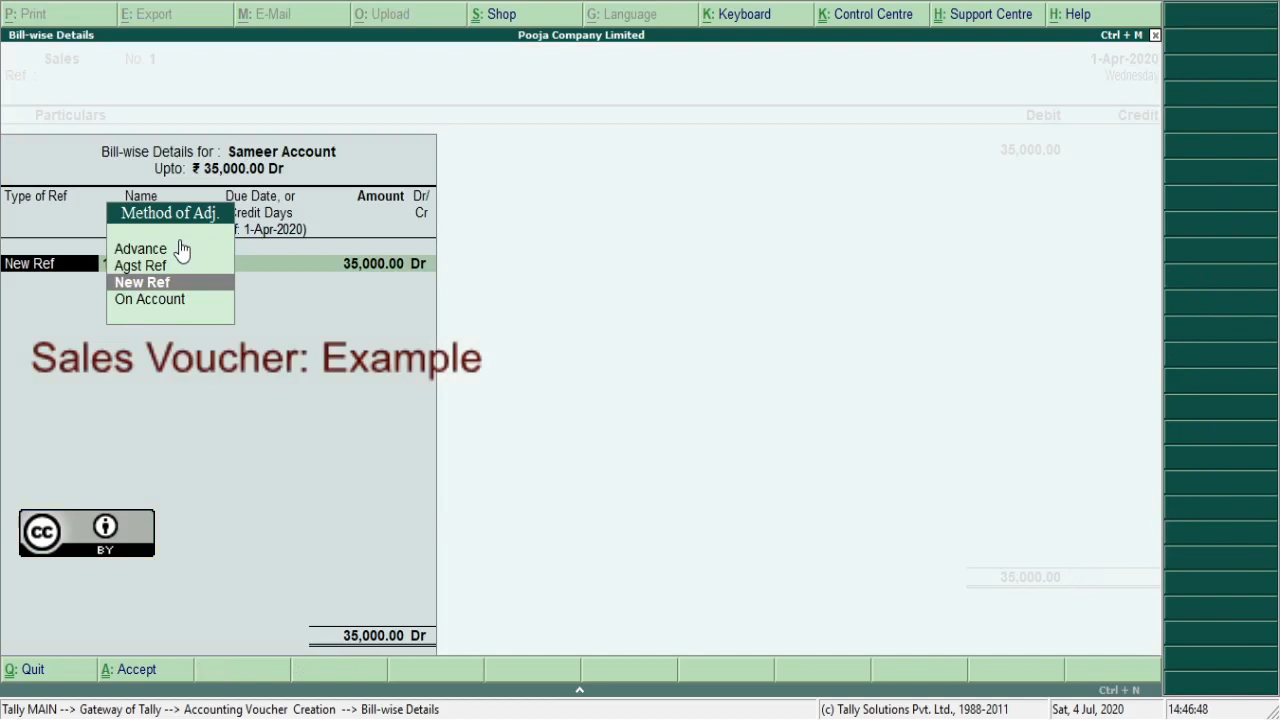 P: Print E: Export M: E-Mail O: Upload S: Shop G: Language K: Keyboard K: Control Centre H: Support Centre H: Help
Bill-wise Details Pooja Company Limited Ctrl + M
Sales No. 1 1-Apr-2020
Ref : Wednesday
Particulars Debit Credit
Bill-wise Details for : Sameer Account 35,000.00
Upto: ₹ 35,000.00 Dr
Type of Ref Name Due Date, or Amount Dr/
Method of Adj. Credit Days Cr
1-Apr-2020)
Advance
New Ref 35,000.00 Dr
Agst Ref
New Ref
On Account
Sales Voucher: Example
CC BY
35,000.00
35,000.00 Dr
Q: Quit A: Accept
Ctrl + N
Tally MAIN --> Gateway of Tally --> Accounting Voucher Creation --> Bill-wise Details (c) Tally Solutions Pvt. Ltd., 1988-2011 Sat, 4 Jul, 2020 14:46:48